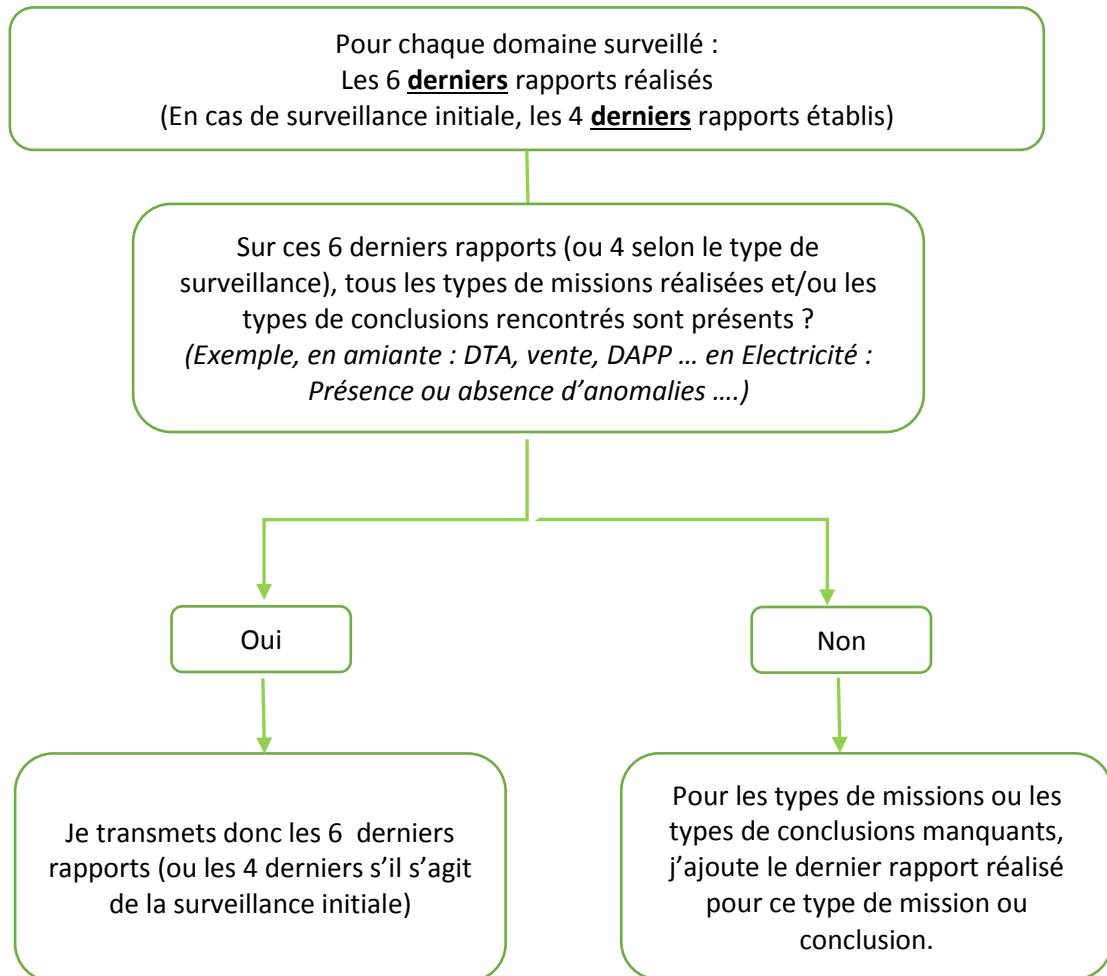 Pour chaque domaine surveillé :
Les 6 derniers rapports réalisés
(En cas de surveillance initiale, les 4 derniers rapports établis)
Sur ces 6 derniers rapports (ou 4 selon le type de
surveillance), tous les types de missions réalisées et/ou les
types de conclusions rencontrés sont présents ?
(Exemple, en amiante : DTA, vente, DAPP … en Electricité :
Présence ou absence d’anomalies ….)
Oui
Non
Je transmets donc les 6 derniers
rapports (ou les 4 derniers s’il s’agit
de la surveillance initiale)
Pour les types de missions ou les
types de conclusions manquants,
j’ajoute le dernier rapport réalisé
pour ce type de mission ou
conclusion.